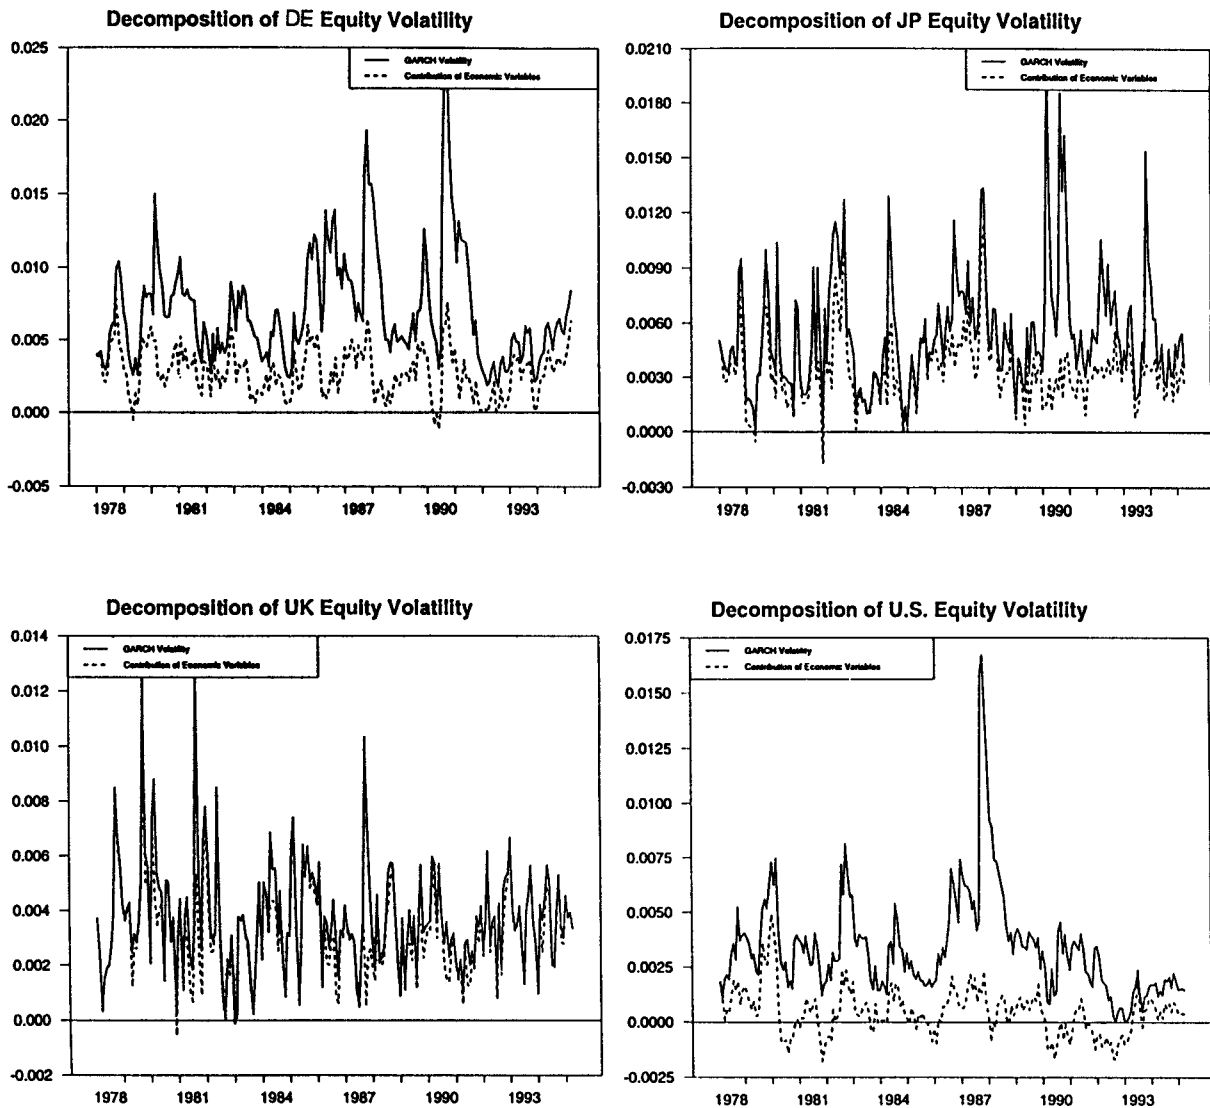 Decomposition of DE Equity Volatility
0.025
0.020
0.015
0.010
0.005
0.000
-0.005
GARCH Volatility
Contribution of Economic Variables
1978 1981 1984 1987 1990 1993
Decomposition of JP Equity Volatility
0.0210
0.0180
0.0150
0.0120
0.0090
0.0060
0.0030
0.0000
-0.0030
GARCH Volatility
Contribution of Economic Variables
1978 1981 1984 1987 1990 1993
Decomposition of UK Equity Volatility
0.014
0.012
0.010
0.008
0.006
0.004
0.002
0.000
-0.002
GARCH Volatility
Contribution of Economic Variables
1978 1981 1984 1987 1990 1993
Decomposition of U.S. Equity Volatility
0.0175
0.0150
0.0125
0.0100
0.0075
0.0050
0.0025
0.0000
-0.0025
GARCH Volatility
Contribution of Economic Variables
1978 1981 1984 1987 1990 1993